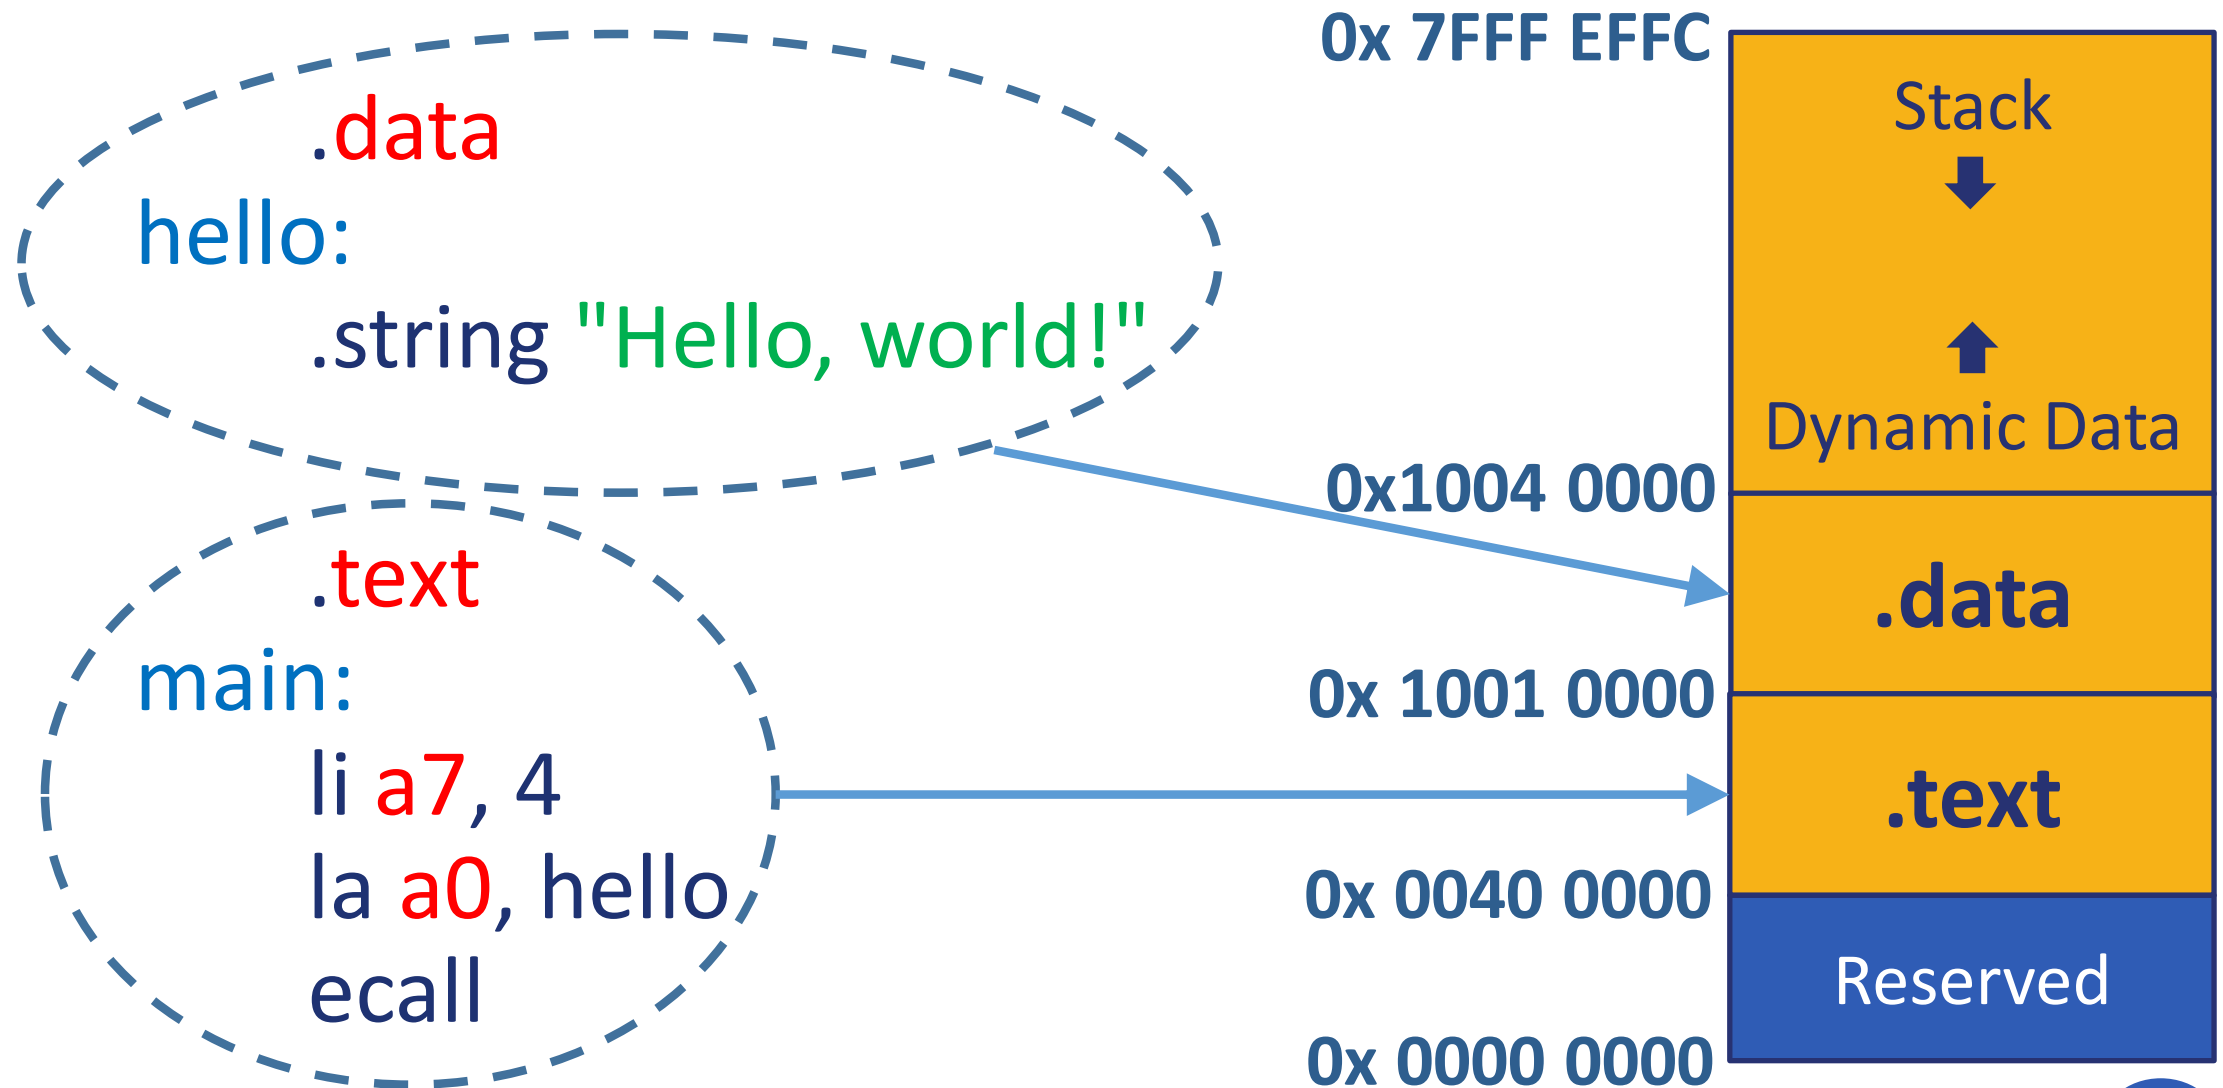 .data
hello:
.string "Hello, world!"
.text
main:
li a7, 4
la a0, hello
ecall
0x 7FFF EFFC
Stack
Dynamic Data
0x1004 0000
.data
0x 1001 0000
.text
0x 0040 0000
Reserved
0x 0000 0000